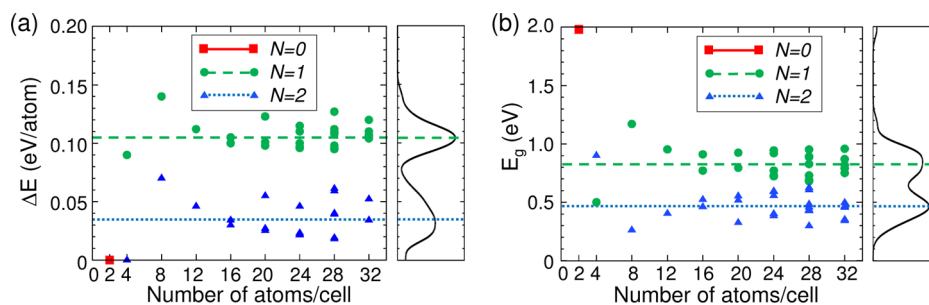 (a)
ΔE (eV/atom)
0.20
0.15
0.10
0.05
0
N=0
N=1
N=2
0 2 4 8 12 16 20 24 28 32
Number of atoms/cell
(b)
E_g (eV)
2.0
1.5
1.0
0.5
0
N=0
N=1
N=2
0 2 4 8 12 16 20 24 28 32
Number of atoms/cell